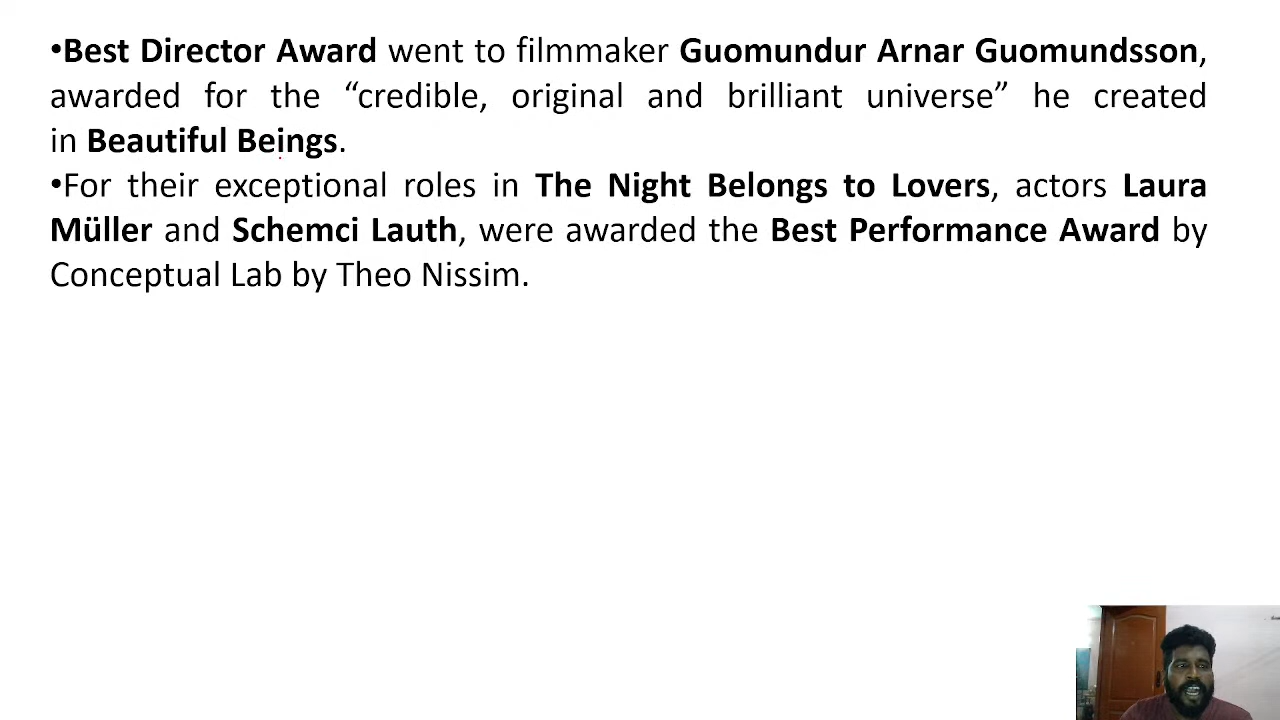 •Best Director Award went to filmmaker Guomundur Arnar Guomundsson,
awarded for the “credible, original and brilliant universe” he created
in Beautiful Beings.
•For their exceptional roles in The Night Belongs to Lovers, actors Laura
Müller and Schemci Lauth, were awarded the Best Performance Award by
Conceptual Lab by Theo Nissim.